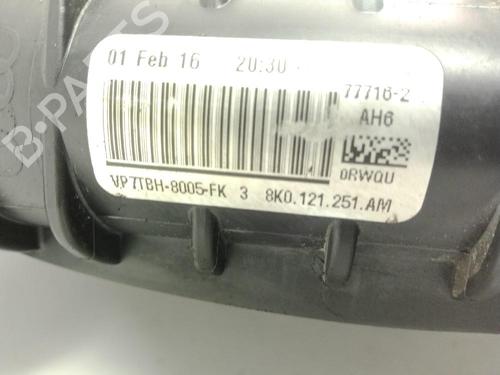 01 Feb 16 20:30
77716-2
AH6
0RWQU
VP7TBH-8005-FK 3 8K0.121.251.AM
B-PARTS